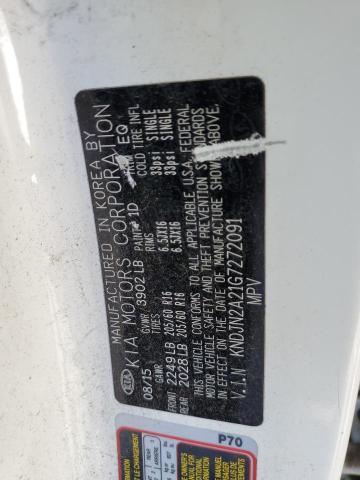 MANUFACTURED IN KOREA BY
KIA KIA MOTORS CORPORATION
08/15 GVWR/3902LB PAINT# 1D TRIM EQ
GAWR TIRES RIMS COLD TIRE INFL
FRONT 2249LB 205/60 R16 6.5JX16 33psi SINGLE
REAR 2028LB 205/60 R16 6.5JX16 33psi SINGLE
THIS VEHICLE CONFORMS TO ALL APPLICABLE U.S.A. FEDERAL
MOTOR VEHICLE SAFETY AND THEFT PREVENTION STANDARDS
IN EFFECT ON THE DATE OF MANUFACTURE SHOWN ABOVE.
V.I.N KNDJN2A21G7272091
MPV
P70